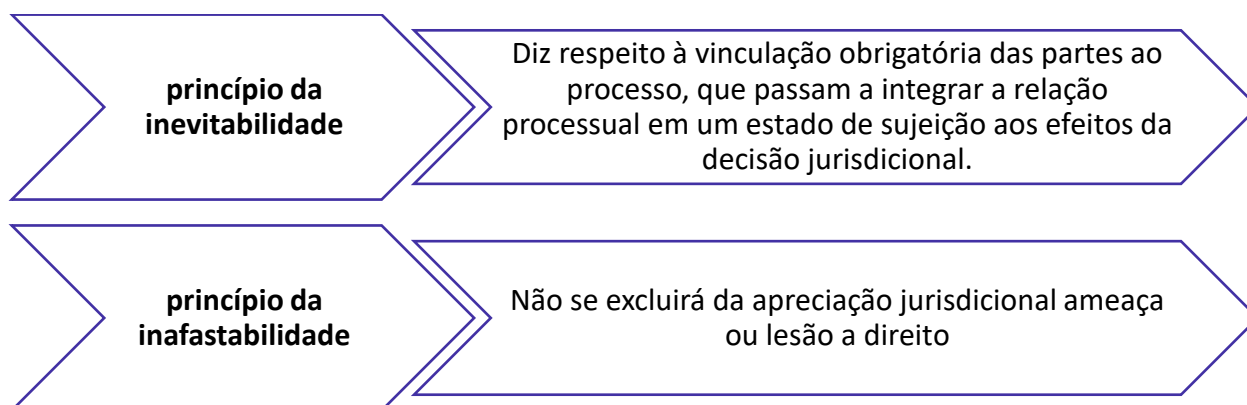 princípio da
inevitabilidade
Diz respeito à vinculação obrigatória das partes ao
processo, que passam a integrar a relação
processual em um estado de sujeição aos efeitos da
decisão jurisdicional.
princípio da
inafastabilidade
Não se excluirá da apreciação jurisdicional ameaça
ou lesão a direito